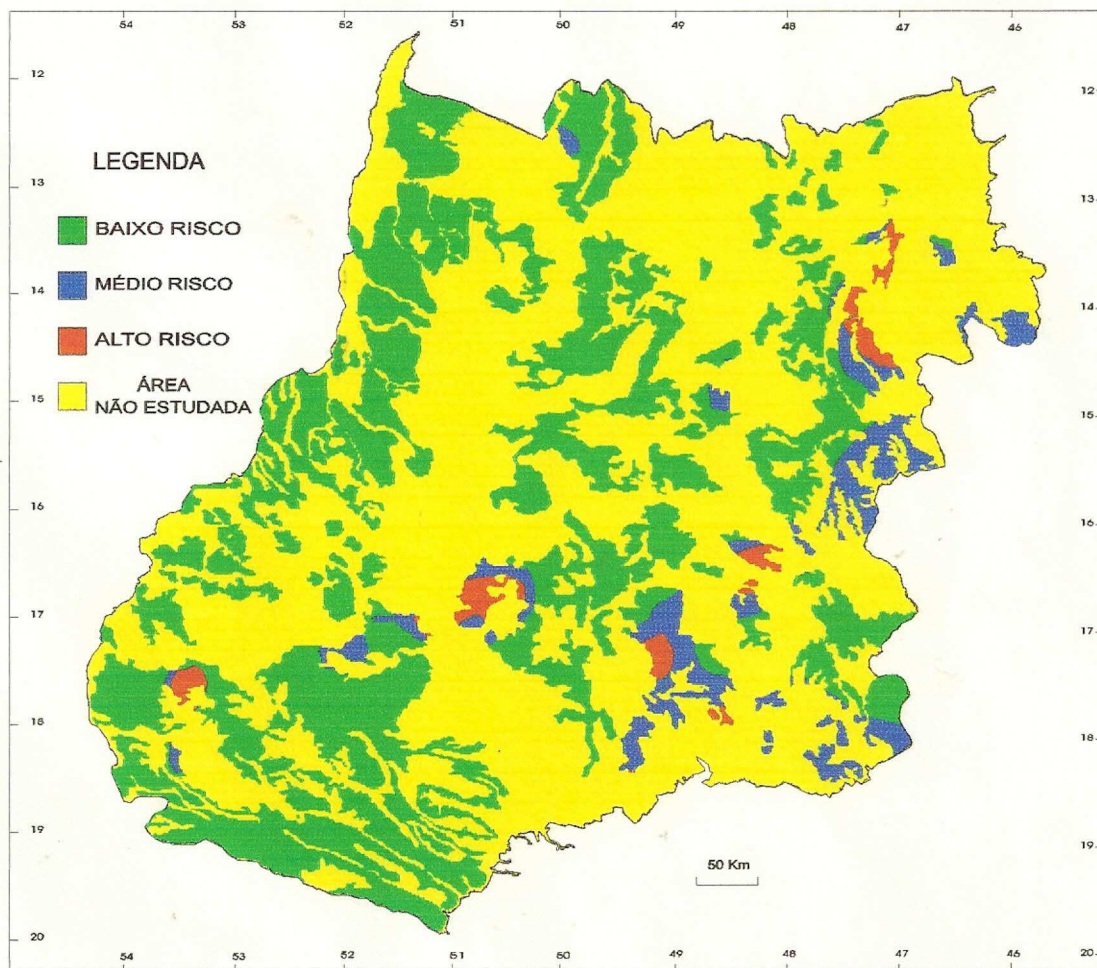 54 53 52 51 50 49 48 47 46
12 12
LEGENDA
13 13
BAIXO RISCO
MÉDIO RISCO
14 14
ALTO RISCO
ÁREA
NÃO ESTUDADA
15 15
16 16
17 17
18 18
19 19
50 Km
20 20
54 53 52 51 50 49 48 47 46